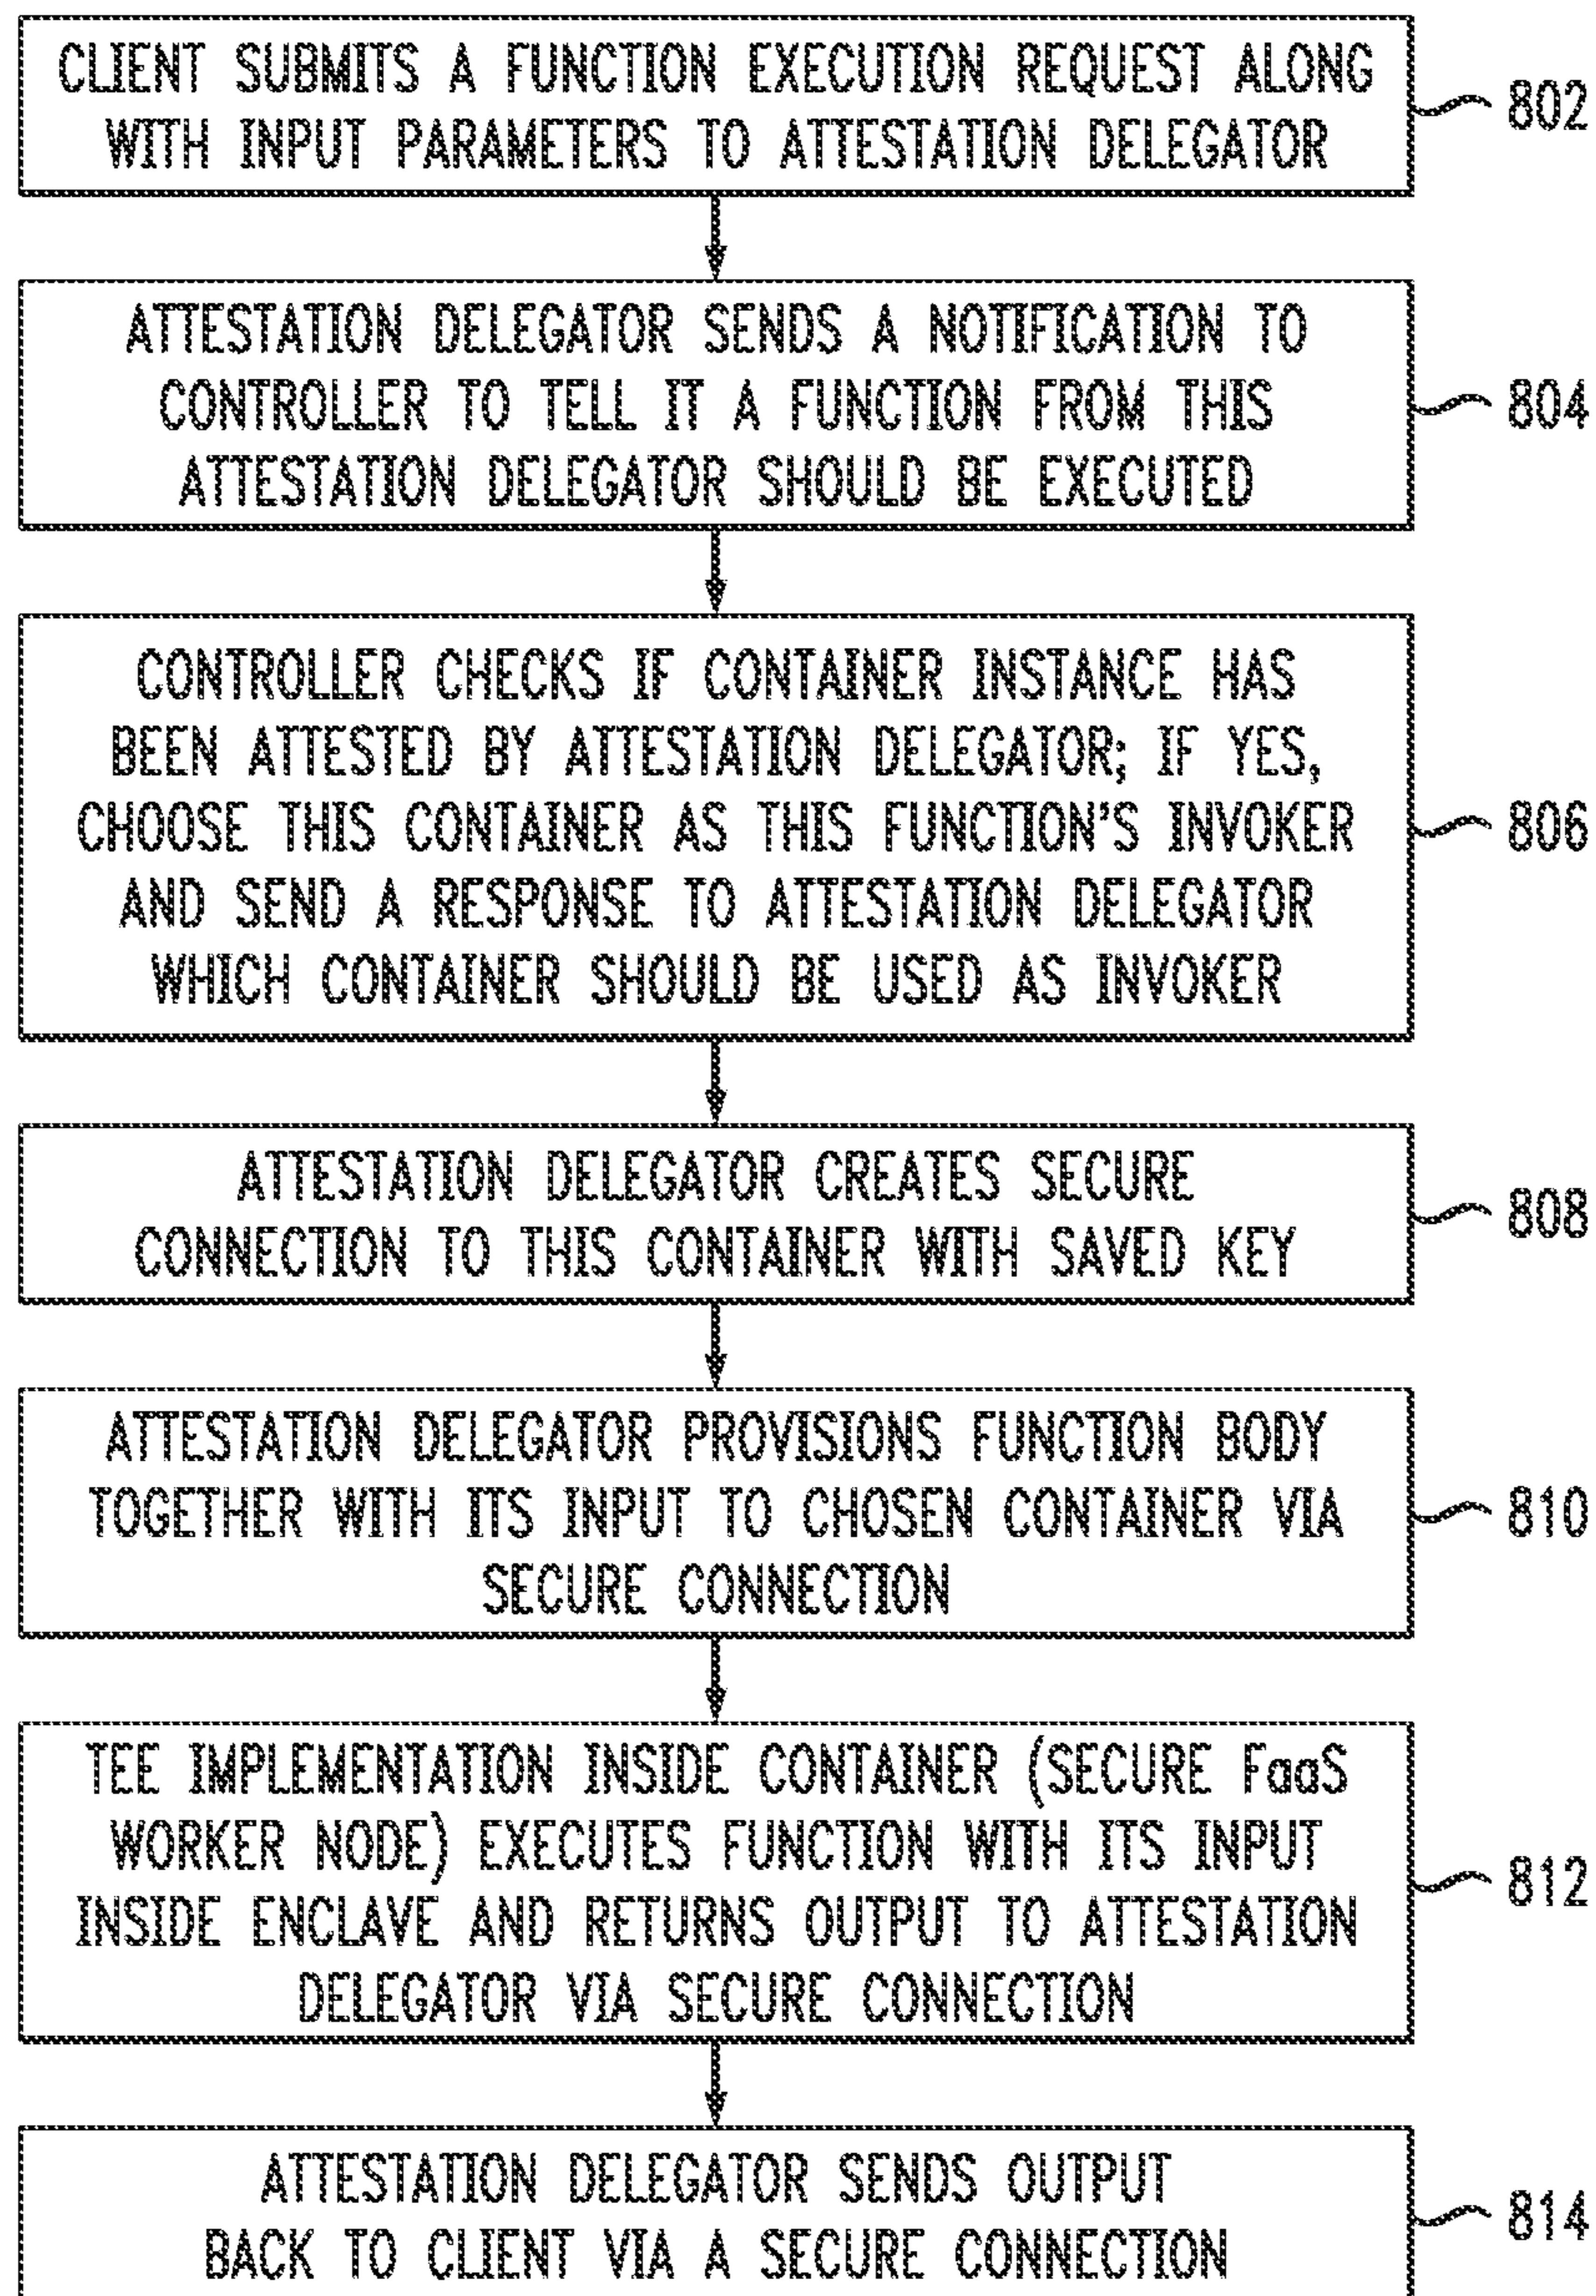 CLIENT SUBMITS A FUNCTION EXECUTION REQUEST ALONG
WITH INPUT PARAMETERS TO ATTESTATION DELEGATOR
802
ATTESTATION DELEGATOR SENDS A NOTIFICATION TO
CONTROLLER TO TELL IT A FUNCTION FROM THIS
ATTESTATION DELEGATOR SHOULD BE EXECUTED
804
CONTROLLER CHECKS IF CONTAINER INSTANCE HAS
BEEN ATTESTED BY ATTESTATION DELEGATOR; IF YES,
CHOOSE THIS CONTAINER AS THIS FUNCTION'S INVOKER
AND SEND A RESPONSE TO ATTESTATION DELEGATOR
WHICH CONTAINER SHOULD BE USED AS INVOKER
806
ATTESTATION DELEGATOR CREATES SECURE
CONNECTION TO THIS CONTAINER WITH SAVED KEY
808
ATTESTATION DELEGATOR PROVISIONS FUNCTION BODY
TOGETHER WITH ITS INPUT TO CHOSEN CONTAINER VIA
SECURE CONNECTION
810
TEE IMPLEMENTATION INSIDE CONTAINER (SECURE FaaS
WORKER NODE) EXECUTES FUNCTION WITH ITS INPUT
INSIDE ENCLAVE AND RETURNS OUTPUT TO ATTESTATION
DELEGATOR VIA SECURE CONNECTION
812
ATTESTATION DELEGATOR SENDS OUTPUT
BACK TO CLIENT VIA A SECURE CONNECTION
814